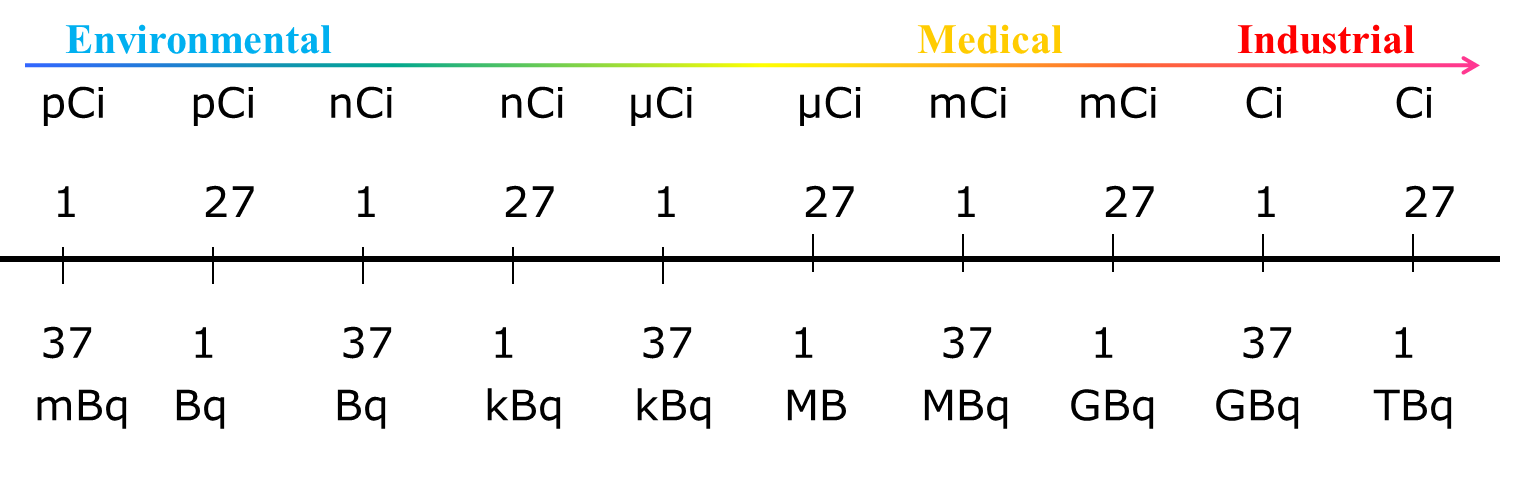 Environmental Medical Industrial
pCi pCi nCi nCi µCi µCi mCi mCi Ci Ci
1 27 1 27 1 27 1 27 1 27
37 1 37 1 37 1 37 1 37 1
mBq Bq Bq kBq kBq MB MBq GBq GBq TBq